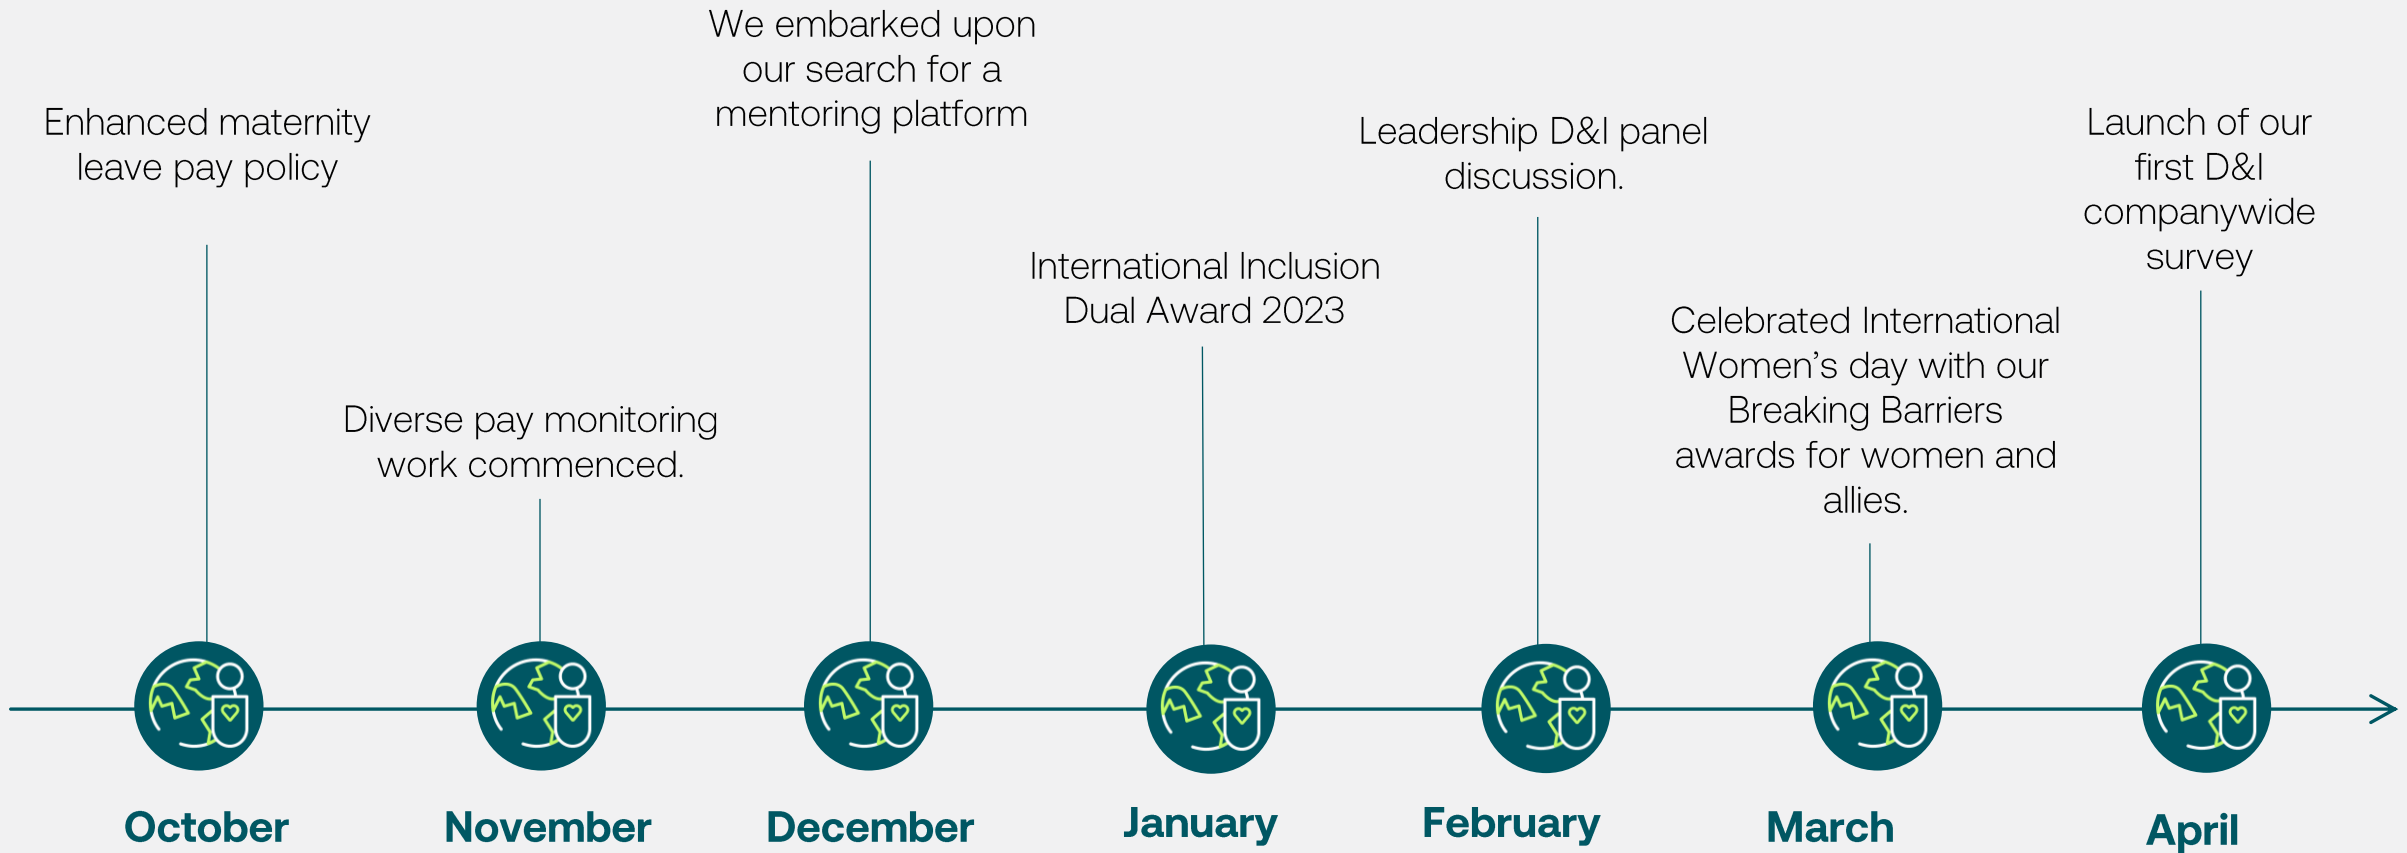 Enhanced maternity
leave pay policy
Diverse pay monitoring
work commenced.
We embarked upon
our search for a
mentoring platform
International Inclusion
Dual Award 2023
Leadership D&I panel
discussion.
Celebrated International
Women’s day with our
Breaking Barriers
awards for women and
allies.
Launch of our
first D&I
companywide
survey
October
November
December
January
February
March
April